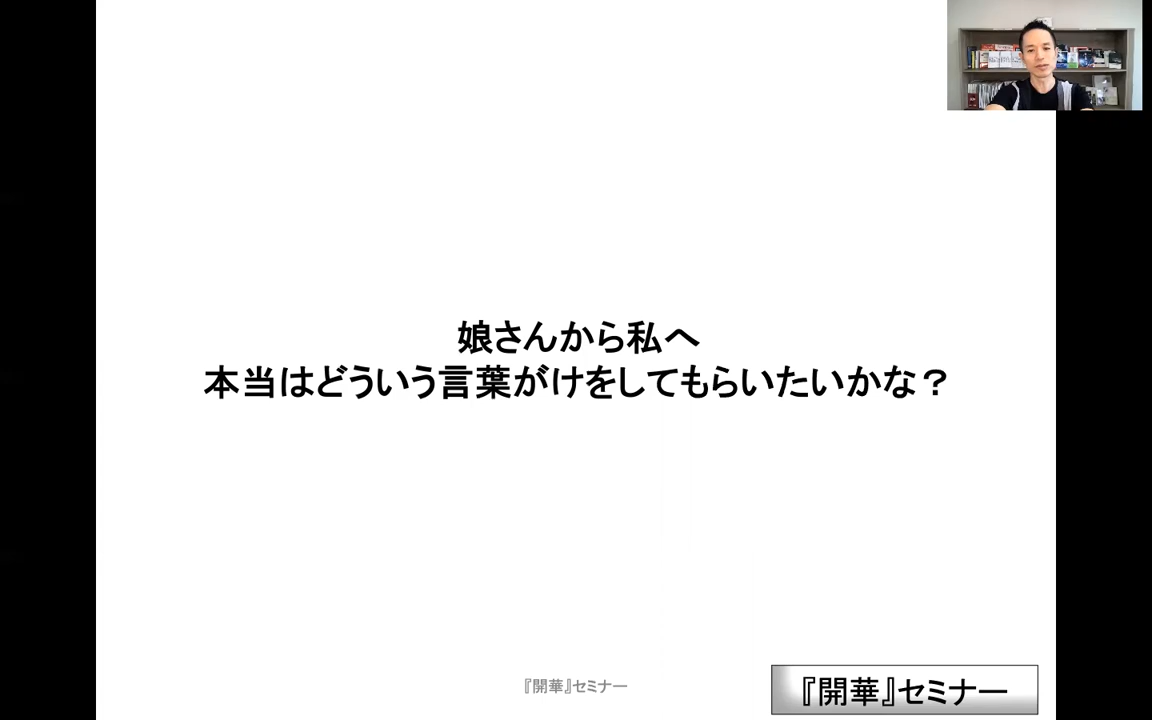 娘さんから私へ
本当はどういう言葉がけをしてもらいたいかな？
『開華』セミナー
『開華』セミナー